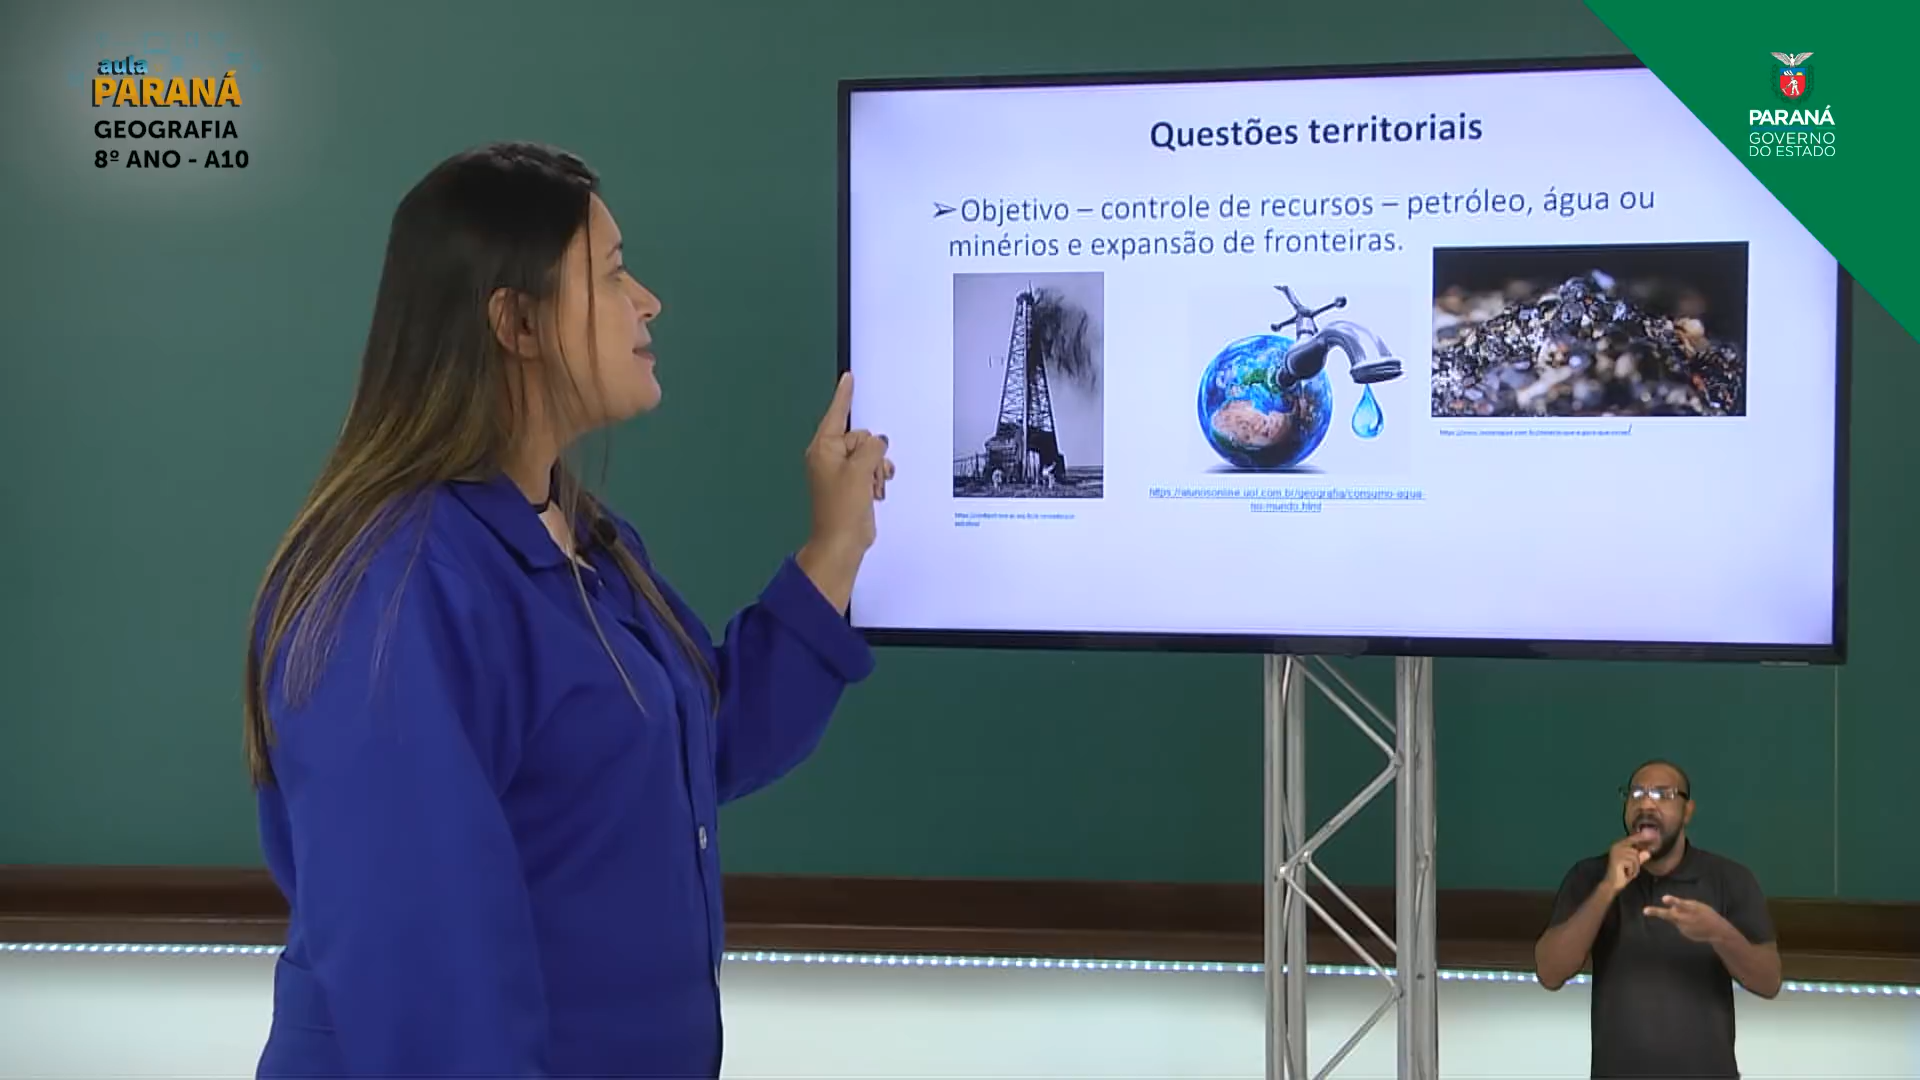 aula
PARANÁ
GEOGRAFIA
8º ANO - A10
PARANÁ
GOVERNO
DO ESTADO
Questões territoriais
➢Objetivo – controle de recursos – petróleo, água ou
minérios e expansão de fronteiras.
https://alunosonline.uol.com.br/geografia/consumo-agua-
no-mundo.html